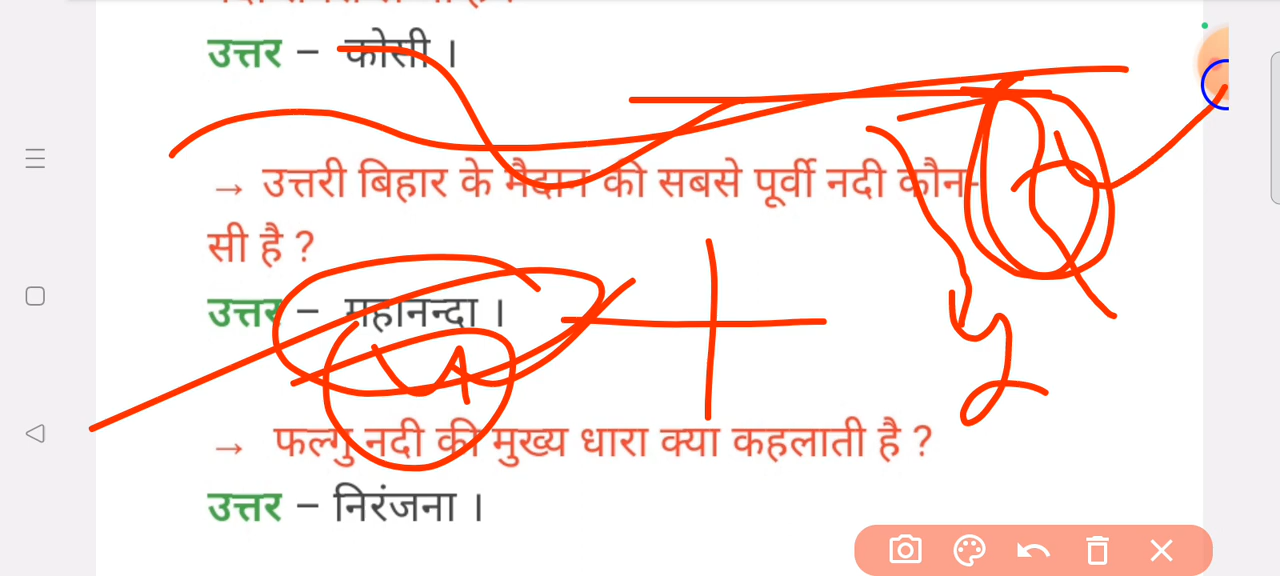 उत्तर – कोसी ।
→ उत्तरी बिहार के मैदान की सबसे पूर्वी नदी कौन-
सी है ?
उत्तर – महानन्दा ।
→ फल्गु नदी की मुख्य धारा क्या कहलाती है ?
उत्तर – निरंजना ।